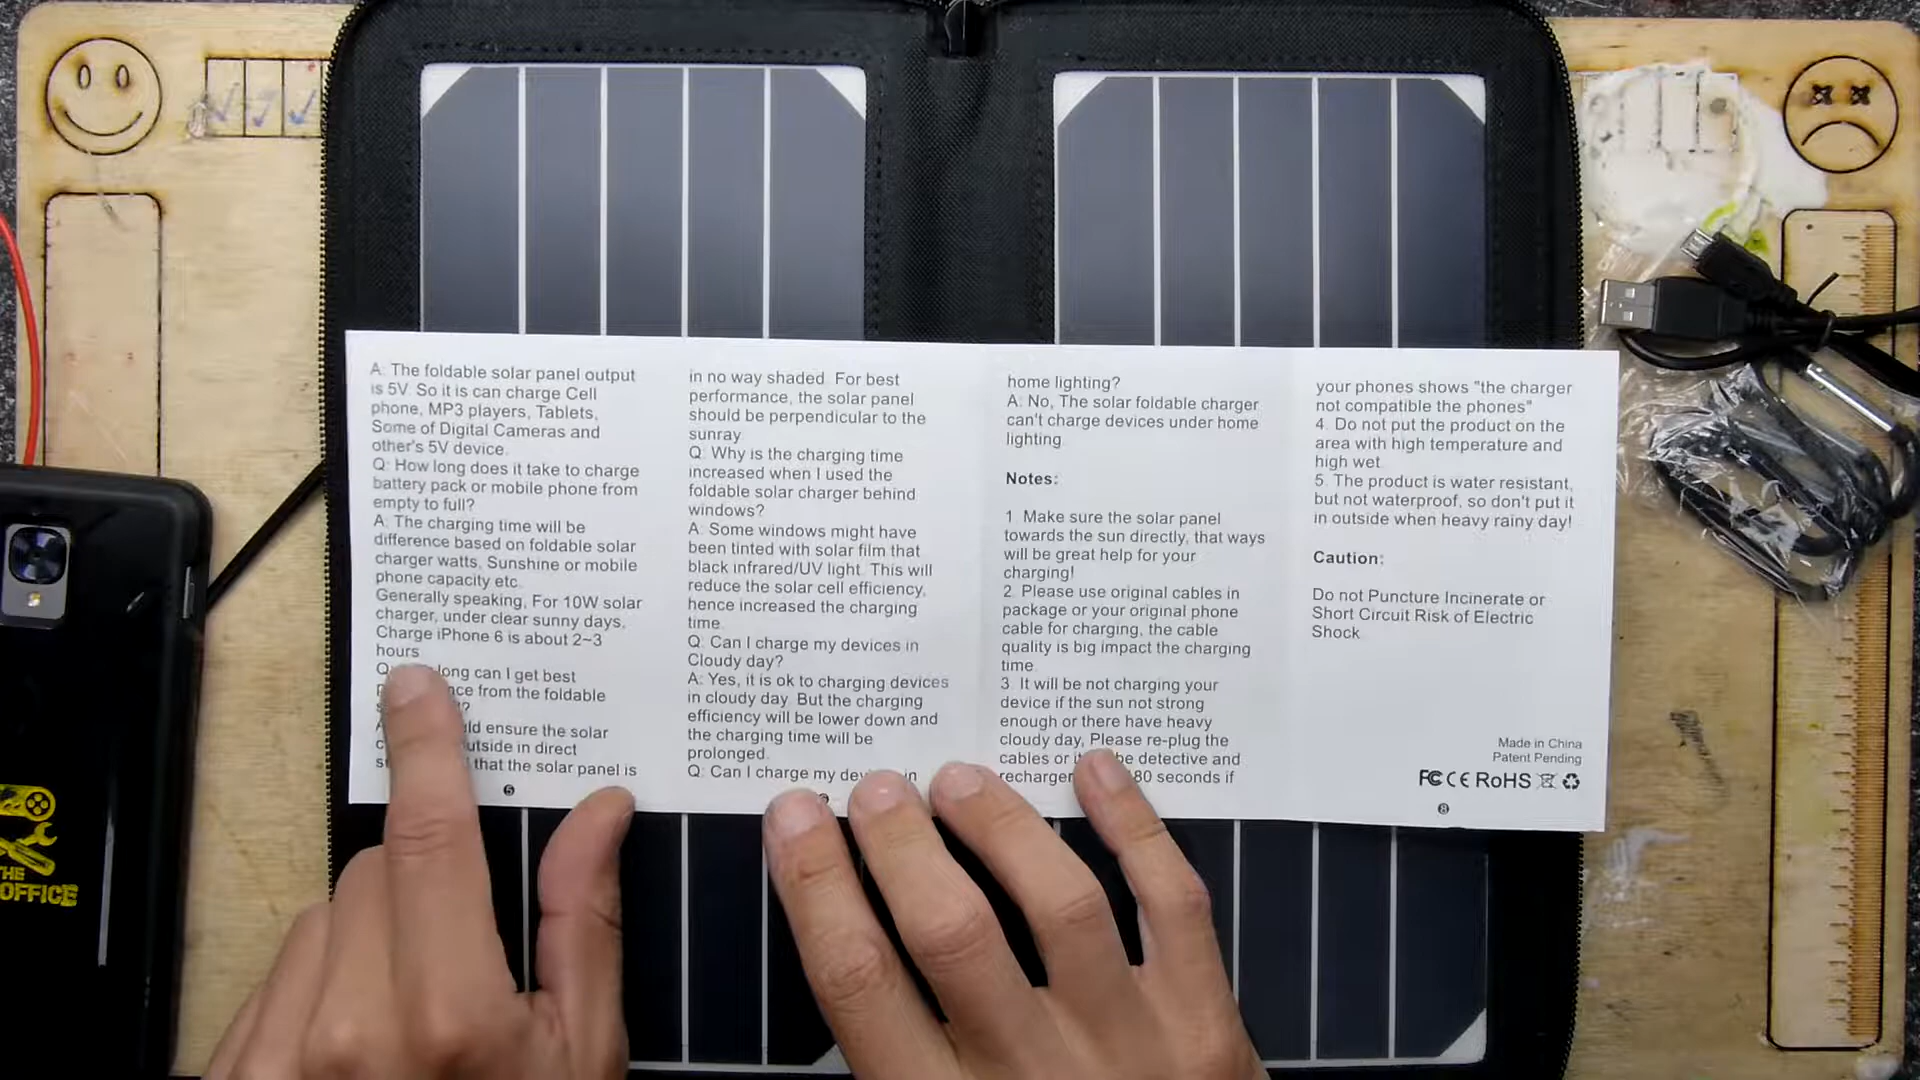 A: The foldable solar panel output
is 5V. So it is can charge Cell
phone, MP3 players, Tablets,
Some of Digital Cameras and
other's 5V device.
Q: How long does it take to charge
battery pack or mobile phone from
empty to full?
A: The charging time will be
difference based on foldable solar
charger watts, Sunshine or mobile
phone capacity etc.
Generally speaking, For 10W solar
charger, under clear sunny days,
Charge iPhone 6 is about 2~3
hours
Q: long can I get best
from the foldable
ensure the solar
in direct
that the solar panel is
5
in no way shaded. For best
performance, the solar panel
should be perpendicular to the
sunray.
Q: Why is the charging time
increased when I used the
foldable solar charger behind
windows?
A: Some windows might have
been tinted with solar film that
black infrared/UV light. This will
reduce the solar cell efficiency,
hence increased the charging
time.
Q: Can I charge my devices in
Cloudy day?
A: Yes, it is ok to charging devices
in cloudy day. But the charging
efficiency will be lower down and
the charging time will be
prolonged.
Q: Can I charge my in
home lighting?
A: No, The solar foldable charger
can't charge devices under home
lighting.
Notes:
1. Make sure the solar panel
towards the sun directly, that ways
will be great help for your
charging!
2. Please use original cables in
package or your original phone
cable for charging, the cable
quality is big impact the charging
time.
3. It will be not charging your
device if the sun not strong
enough or there have heavy
cloudy day, Please re-plug the
cables or be detective and
recharger 80 seconds if
your phones shows "the charger
not compatible the phones"
4. Do not put the product on the
area with high temperature and
high wet.
5. The product is water resistant,
but not waterproof, so don't put it
in outside when heavy rainy day!
Caution:
Do not Puncture Incinerate or
Short Circuit Risk of Electric
Shock.
Made in China
Patent Pending
FC CE RoHS
8
THE
OFFICE